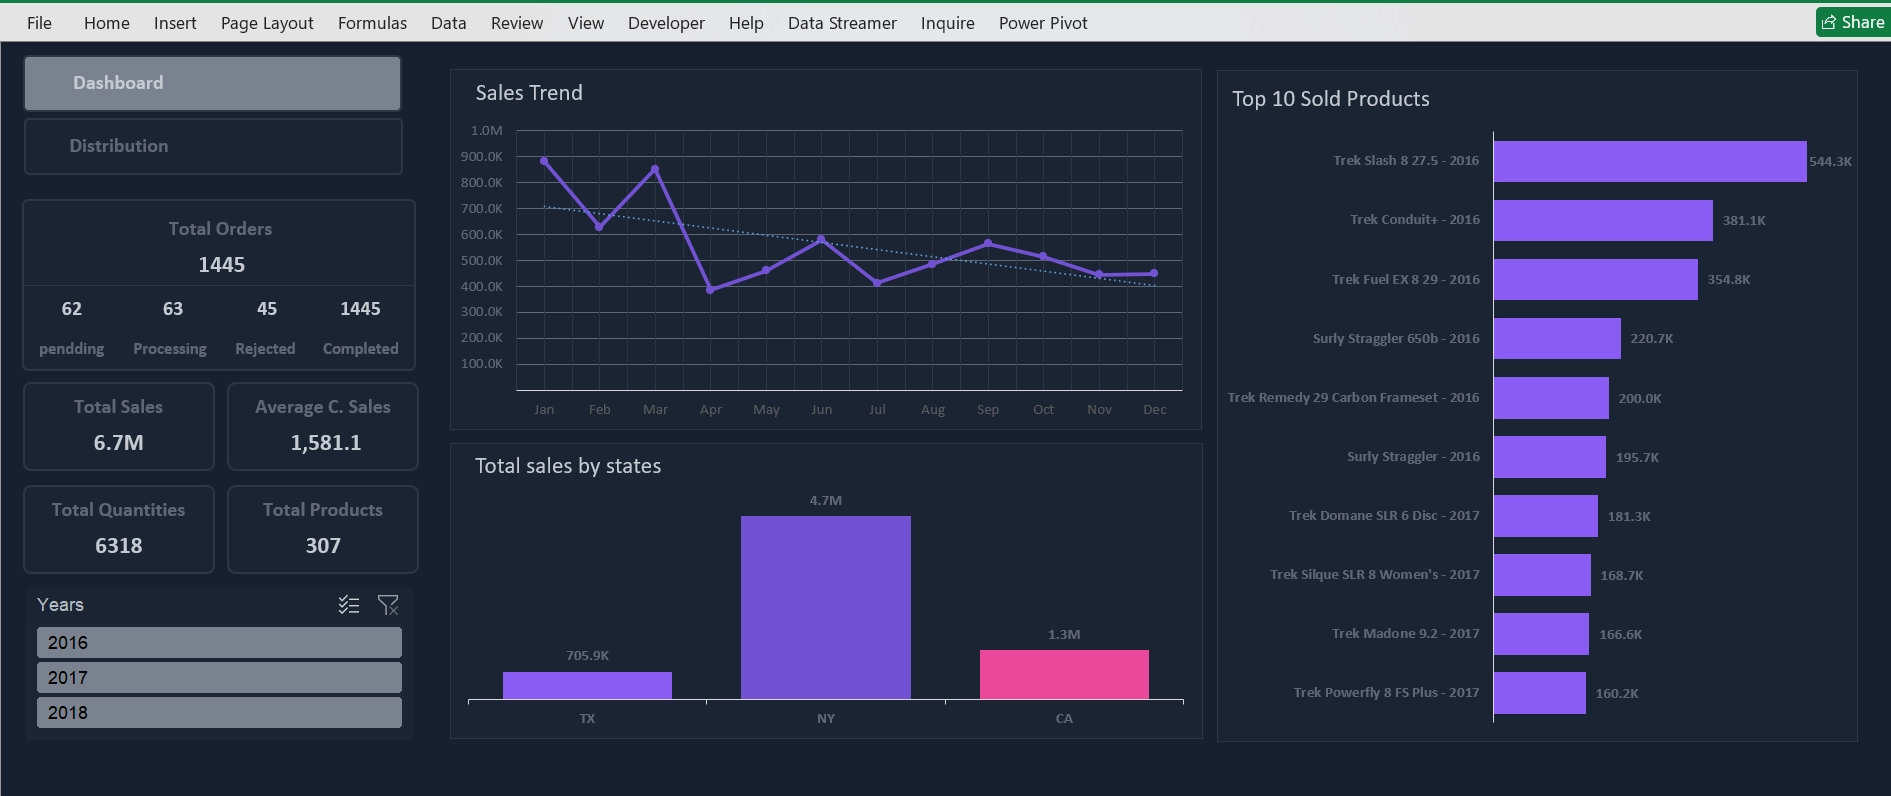 File Home Insert Page Layout Formulas Data Review View Developer Help Data Streamer Inquire Power Pivot Share
Dashboard
Distribution
Total Orders
1445
62 63 45 1445
pendding Processing Rejected Completed
Total Sales
6.7M
Average C. Sales
1,581.1
Total Quantities
6318
Total Products
307
Years
2016
2017
2018
Sales Trend
1.0M
900.0K
800.0K
700.0K
600.0K
500.0K
400.0K
300.0K
200.0K
100.0K
Jan Feb Mar Apr May Jun Jul Aug Sep Oct Nov Dec
Total sales by states
4.7M
1.3M
705.9K
TX NY CA
Top 10 Sold Products
Trek Slash 8 27.5 - 2016 544.3K
Trek Conduit+ - 2016 381.1K
Trek Fuel EX 8 29 - 2016 354.8K
Surly Straggler 650b - 2016 220.7K
Trek Remedy 29 Carbon Frameset - 2016 200.0K
Surly Straggler - 2016 195.7K
Trek Domane SLR 6 Disc - 2017 181.3K
Trek Silque SLR 8 Women's - 2017 168.7K
Trek Madone 9.2 - 2017 166.6K
Trek Powerfly 8 FS Plus - 2017 160.2K